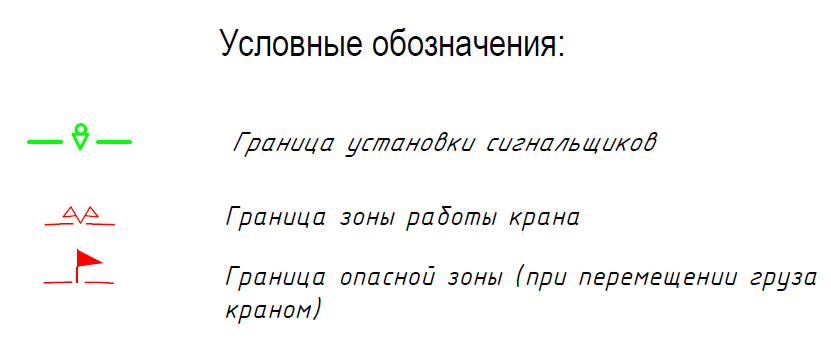 Условные обозначения:
Граница установки сигнальщиков
Граница зоны работы крана
Граница опасной зоны (при перемещении груза
краном)